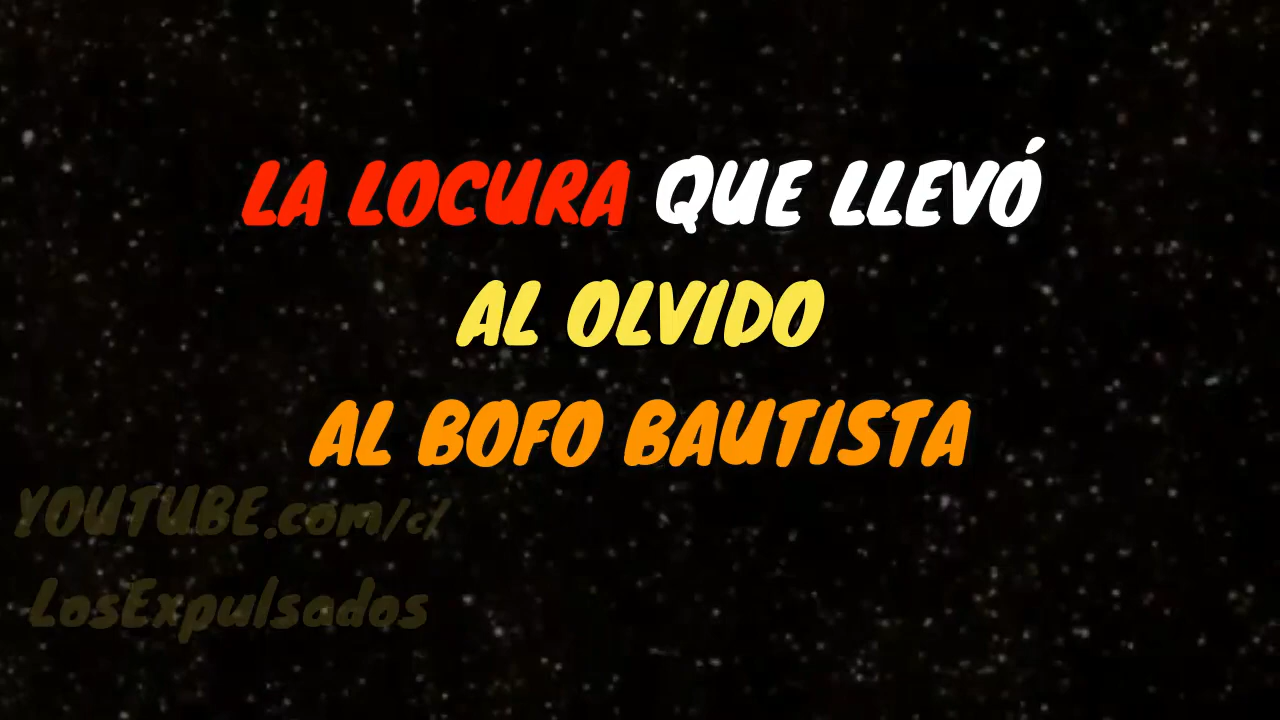 LA LOCURA QUE LLEVÓ
AL OLVIDO
AL BOFO BAUTISTA
YOUTUBE.com/c/
LosExpulsados